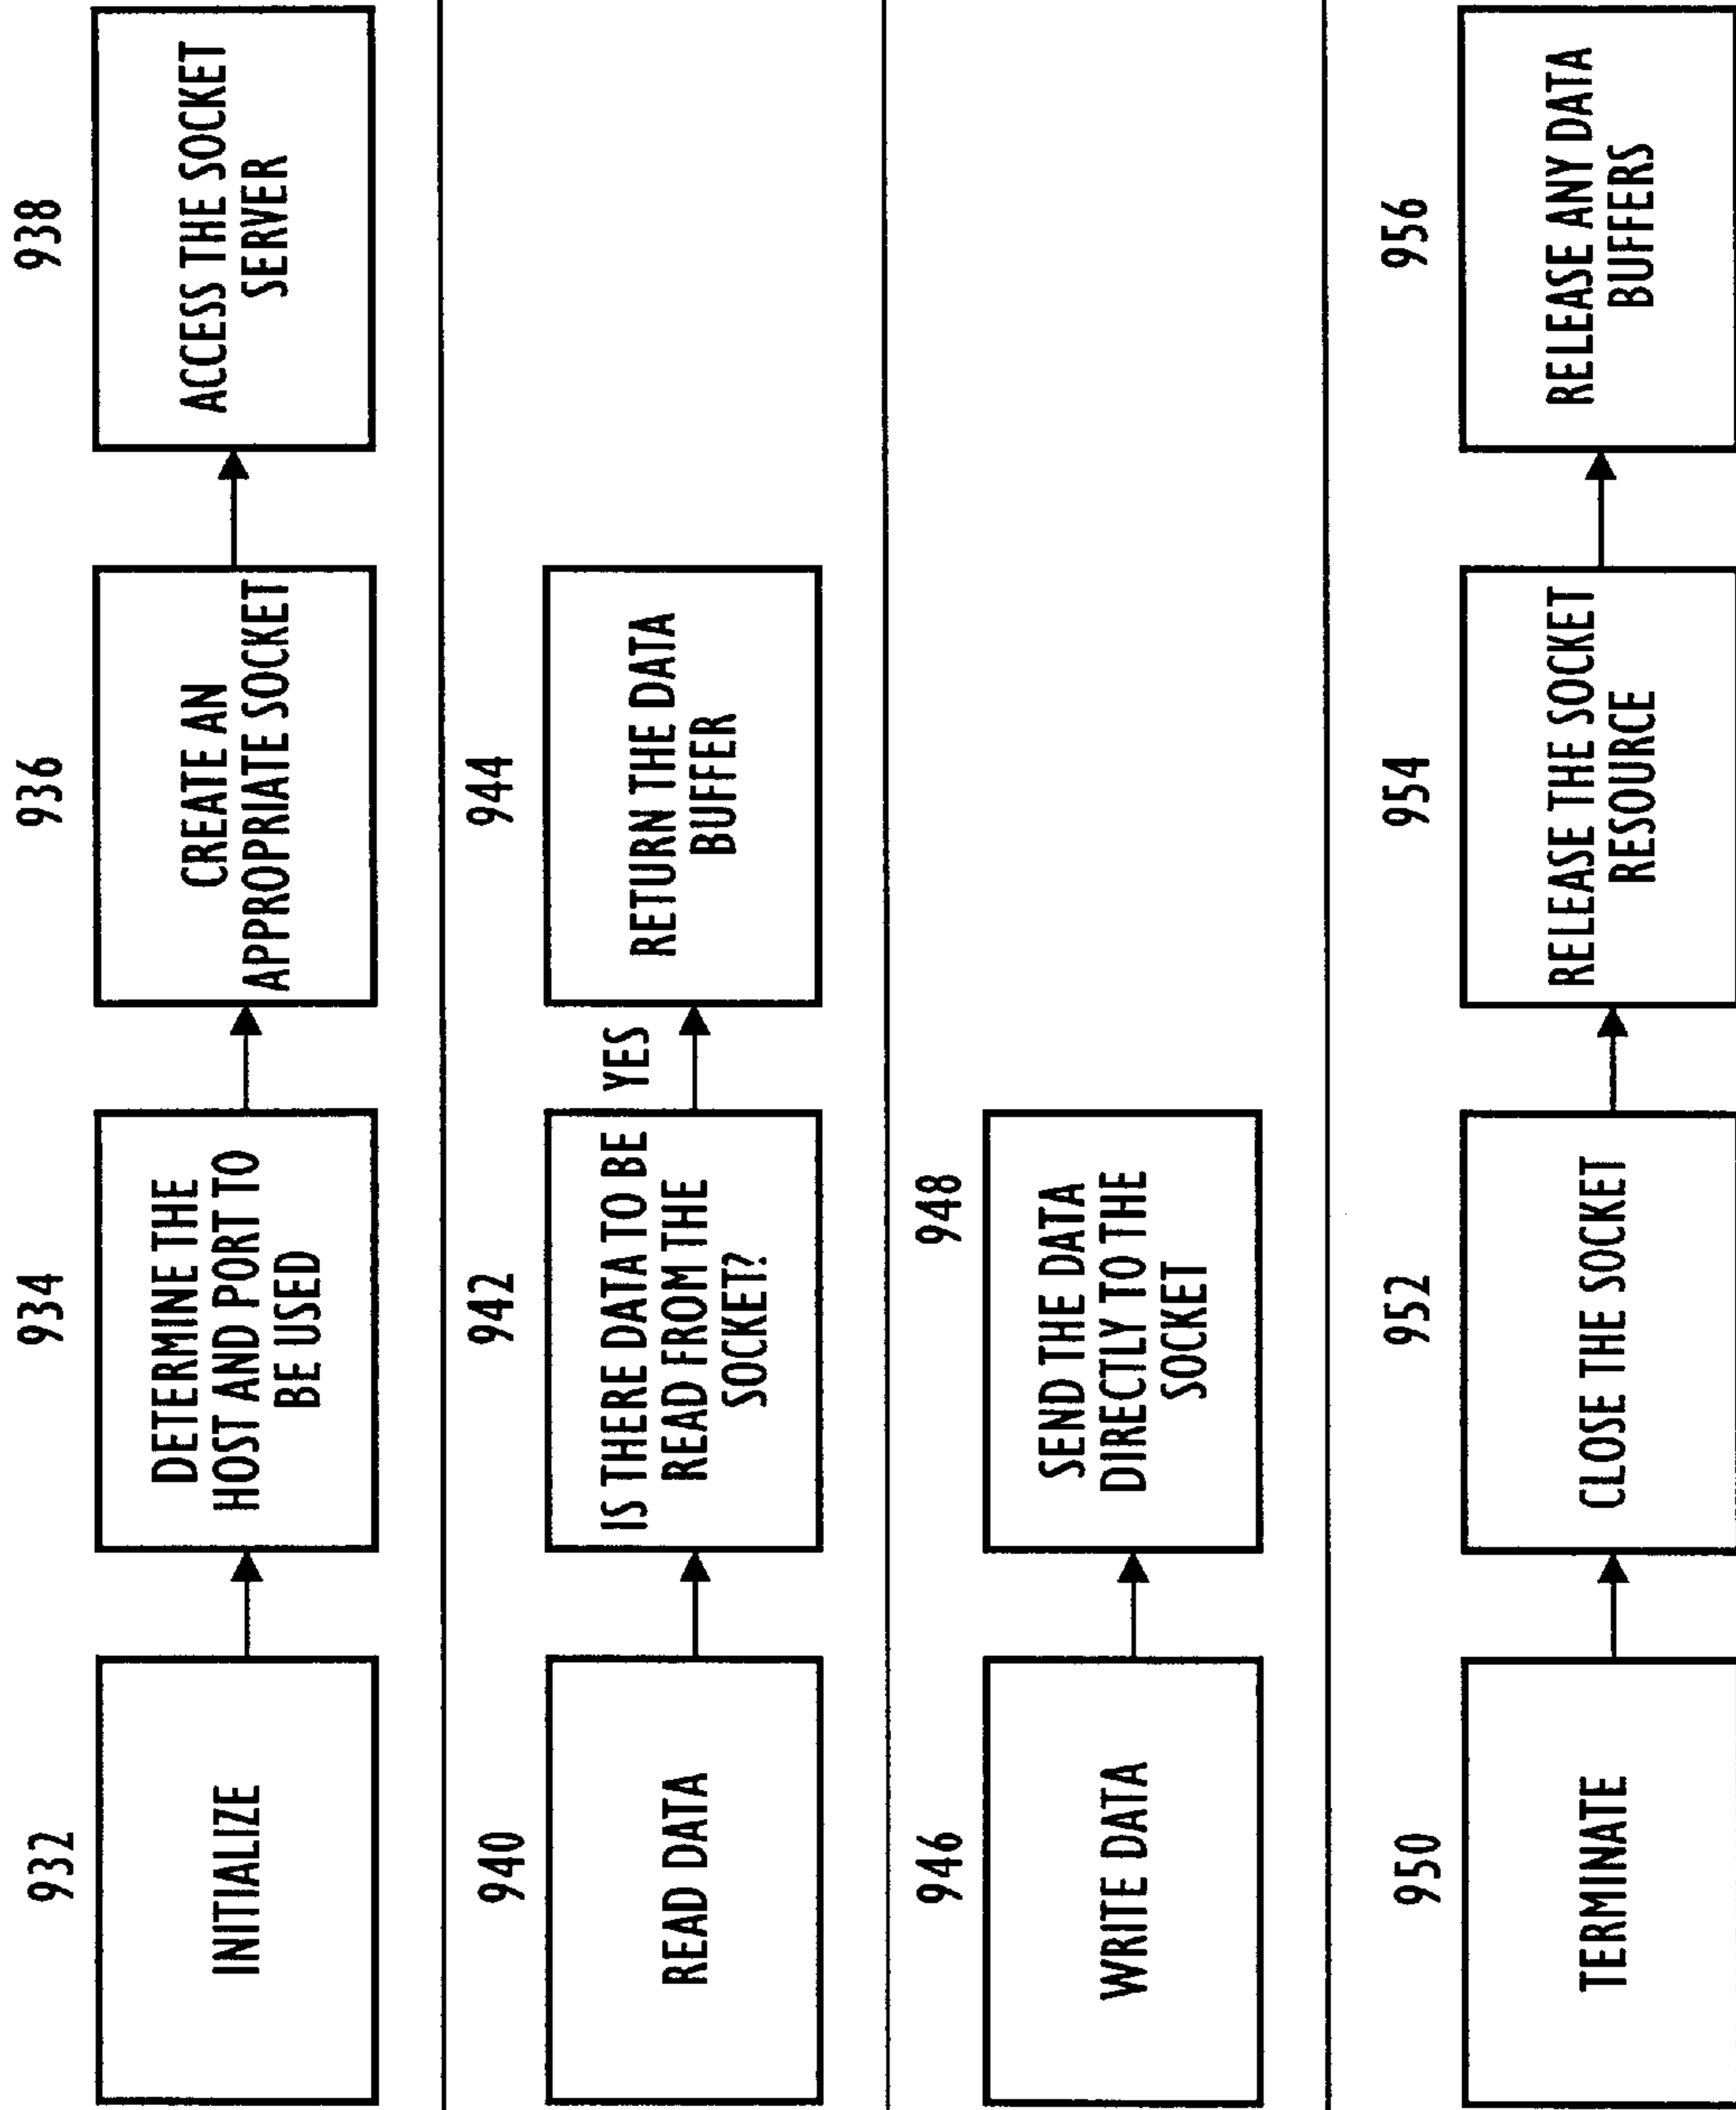 932
INITIALIZE
934
DETERMINE THE
HOST AND PORT TO
BE USED
936
CREATE AN
APPROPRIATE SOCKET
938
ACCESS THE SOCKET
SERVER
940
READ DATA
942
IS THERE DATA TO BE
READ FROM THE
SOCKET?
YES
944
RETURN THE DATA
BUFFER
946
WRITE DATA
948
SEND THE DATA
DIRECTLY TO THE
SOCKET
950
TERMINATE
952
CLOSE THE SOCKET
954
RELEASE THE SOCKET
RESOURCE
956
RELEASE ANY DATA
BUFFERS